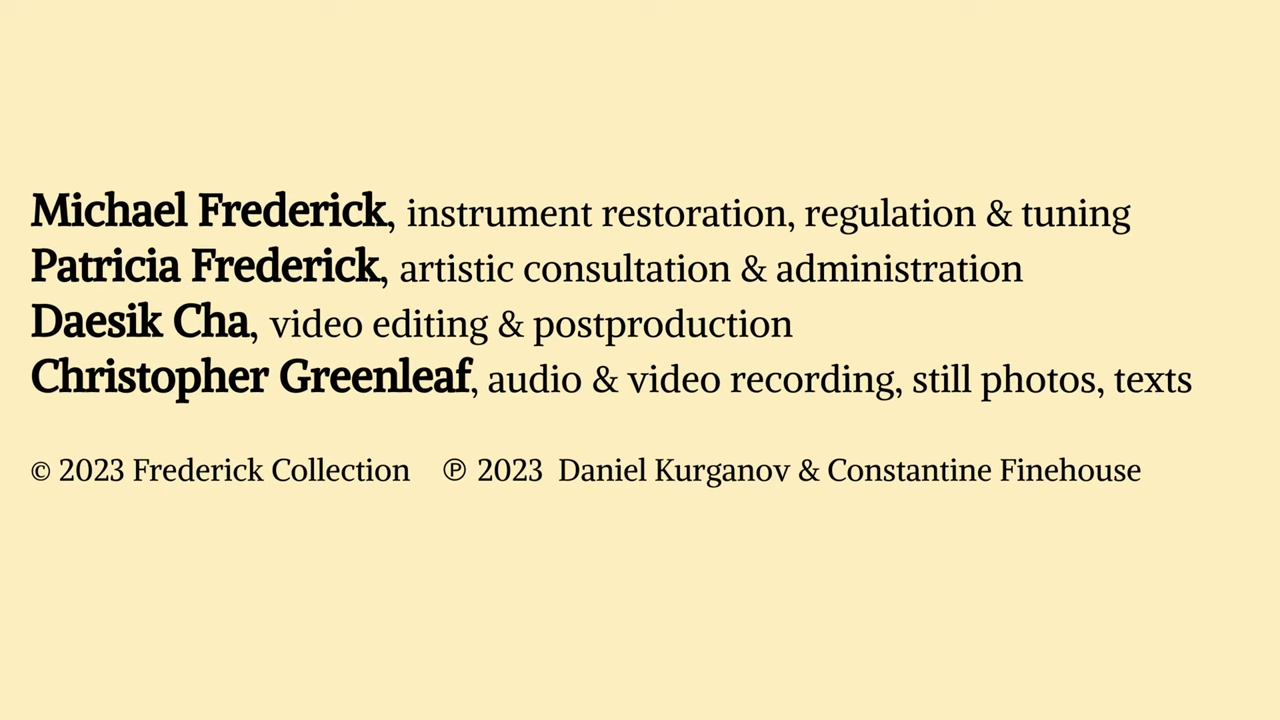 Michael Frederick, instrument restoration, regulation & tuning
Patricia Frederick, artistic consultation & administration
Daesik Cha, video editing & postproduction
Christopher Greenleaf, audio & video recording, still photos, texts
© 2023 Frederick Collection ℗ 2023 Daniel Kurganov & Constantine Finehouse